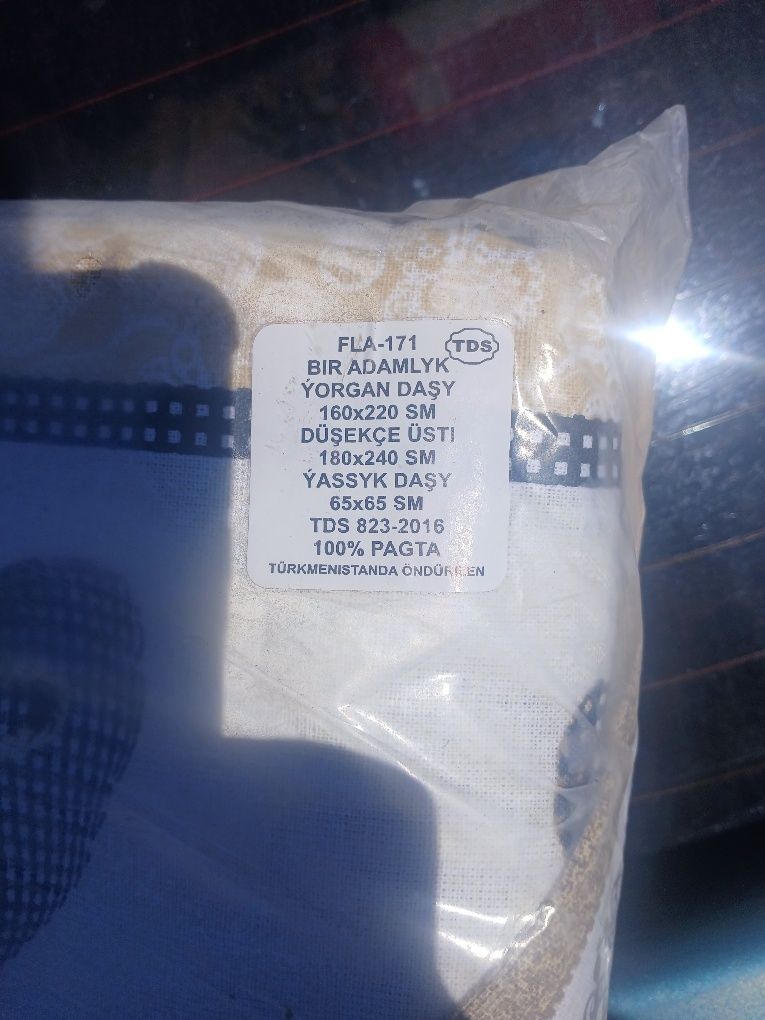 FLA-171 TDS
BIR ADAMLYK
ÝORGAN DAŞY
160x220 SM
DÜŞEKÇE ÜSTI
180x240 SM
ÝASSYK DAŞY
65x65 SM
TDS 823-2016
100% PAGTA
TÜRKMENISTANDA ÖNDÜRILEN